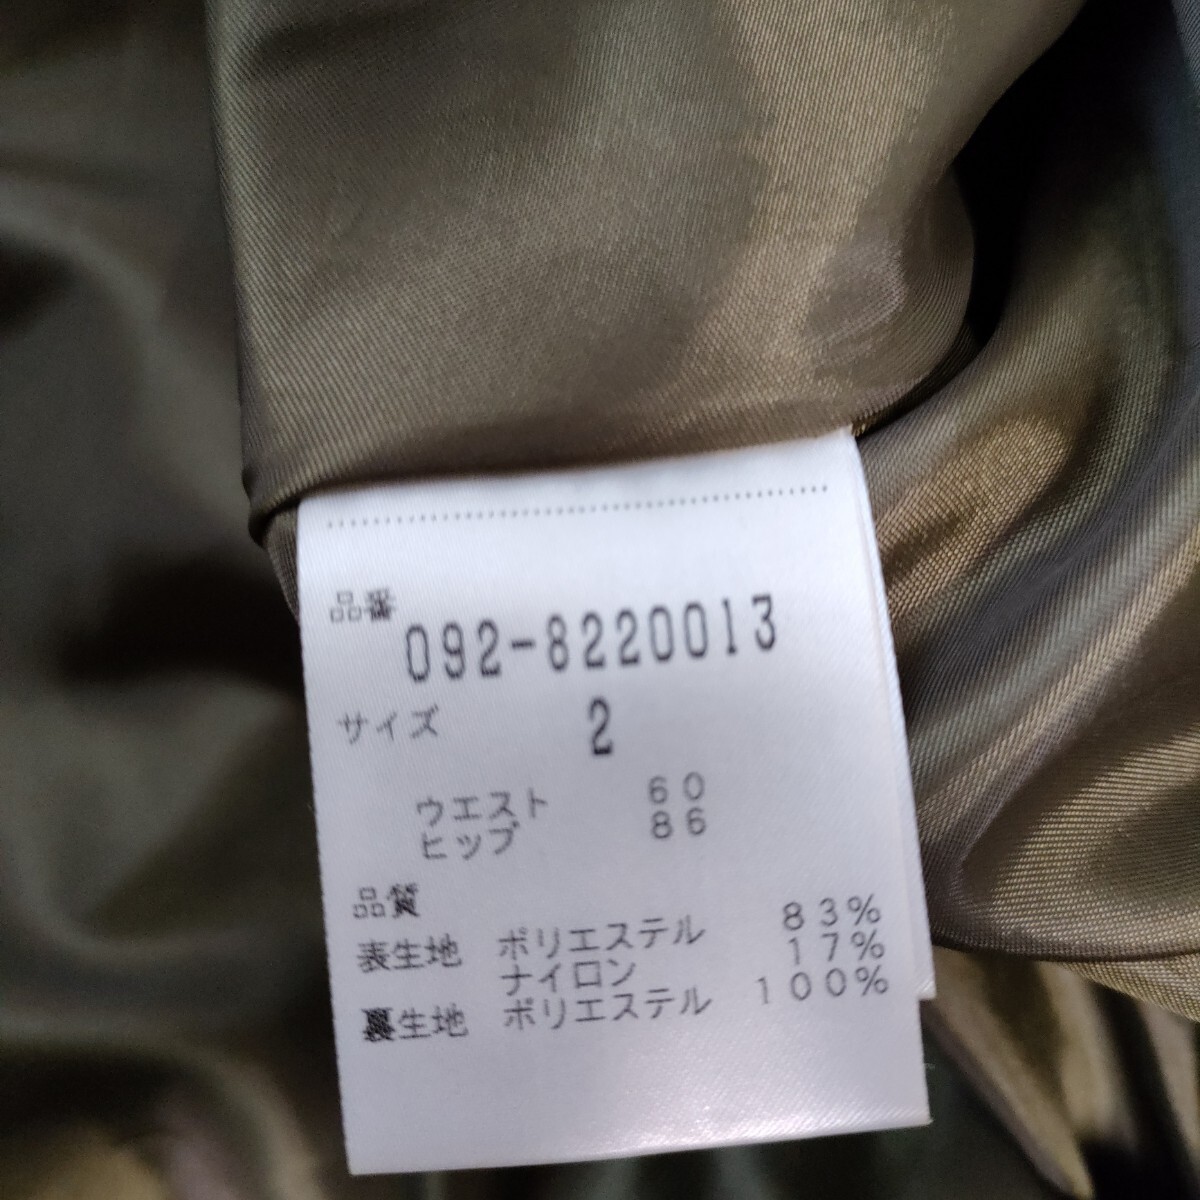 品番 092-8220013
サイズ 2
ウエスト 60
ヒップ 86
品質
表生地 ポリエステル 83%
ナイロン 17%
裏生地 ポリエステル 100%